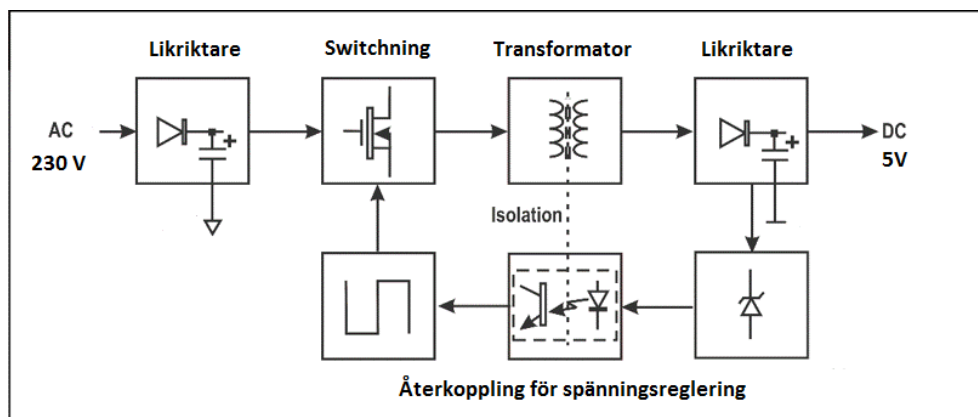 Likriktare
Switchning
Transformator
Likriktare
AC
230 V
DC
5V
Isolation
Återkoppling för spänningsreglering